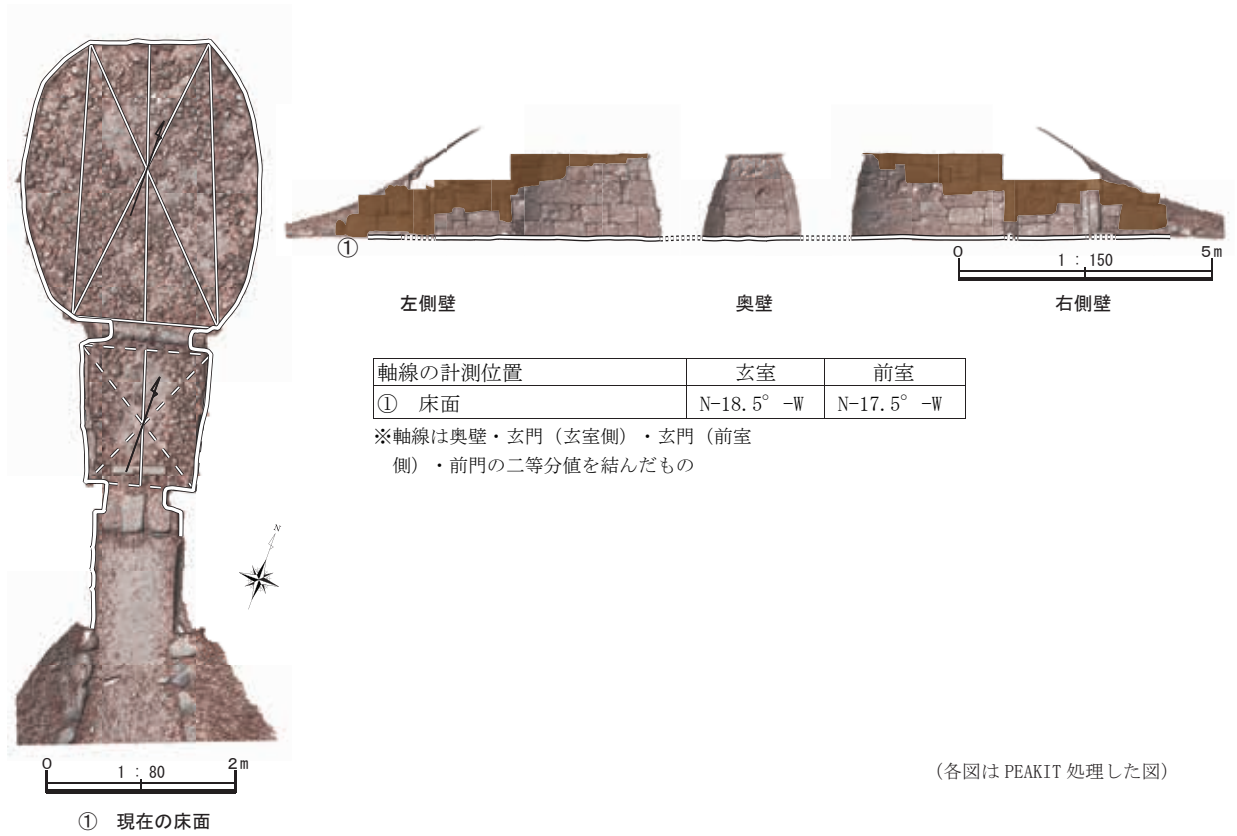 ①
0
1 : 150
5m
左側壁
奥壁
右側壁
軸線の計測位置 玄室 前室
① 床面 N-18.5° -W N-17.5° -W
※軸線は奥壁・玄門（玄室側）・玄門（前室
側）・前門の二等分値を結んだもの
N
0
1 : 80
2m
① 現在の床面
（各図は PEAKIT 処理した図）